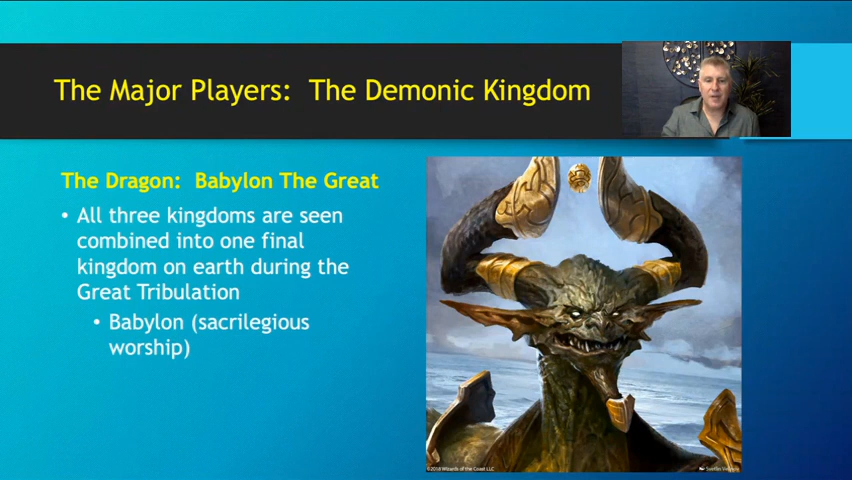 The Major Players:  The Demonic Kingdom
The Dragon:  Babylon The Great
• All three kingdoms are seen
combined into one final
kingdom on earth during the
Great Tribulation
• Babylon (sacrilegious
worship)
©2016 Wizards of the Coast LLC